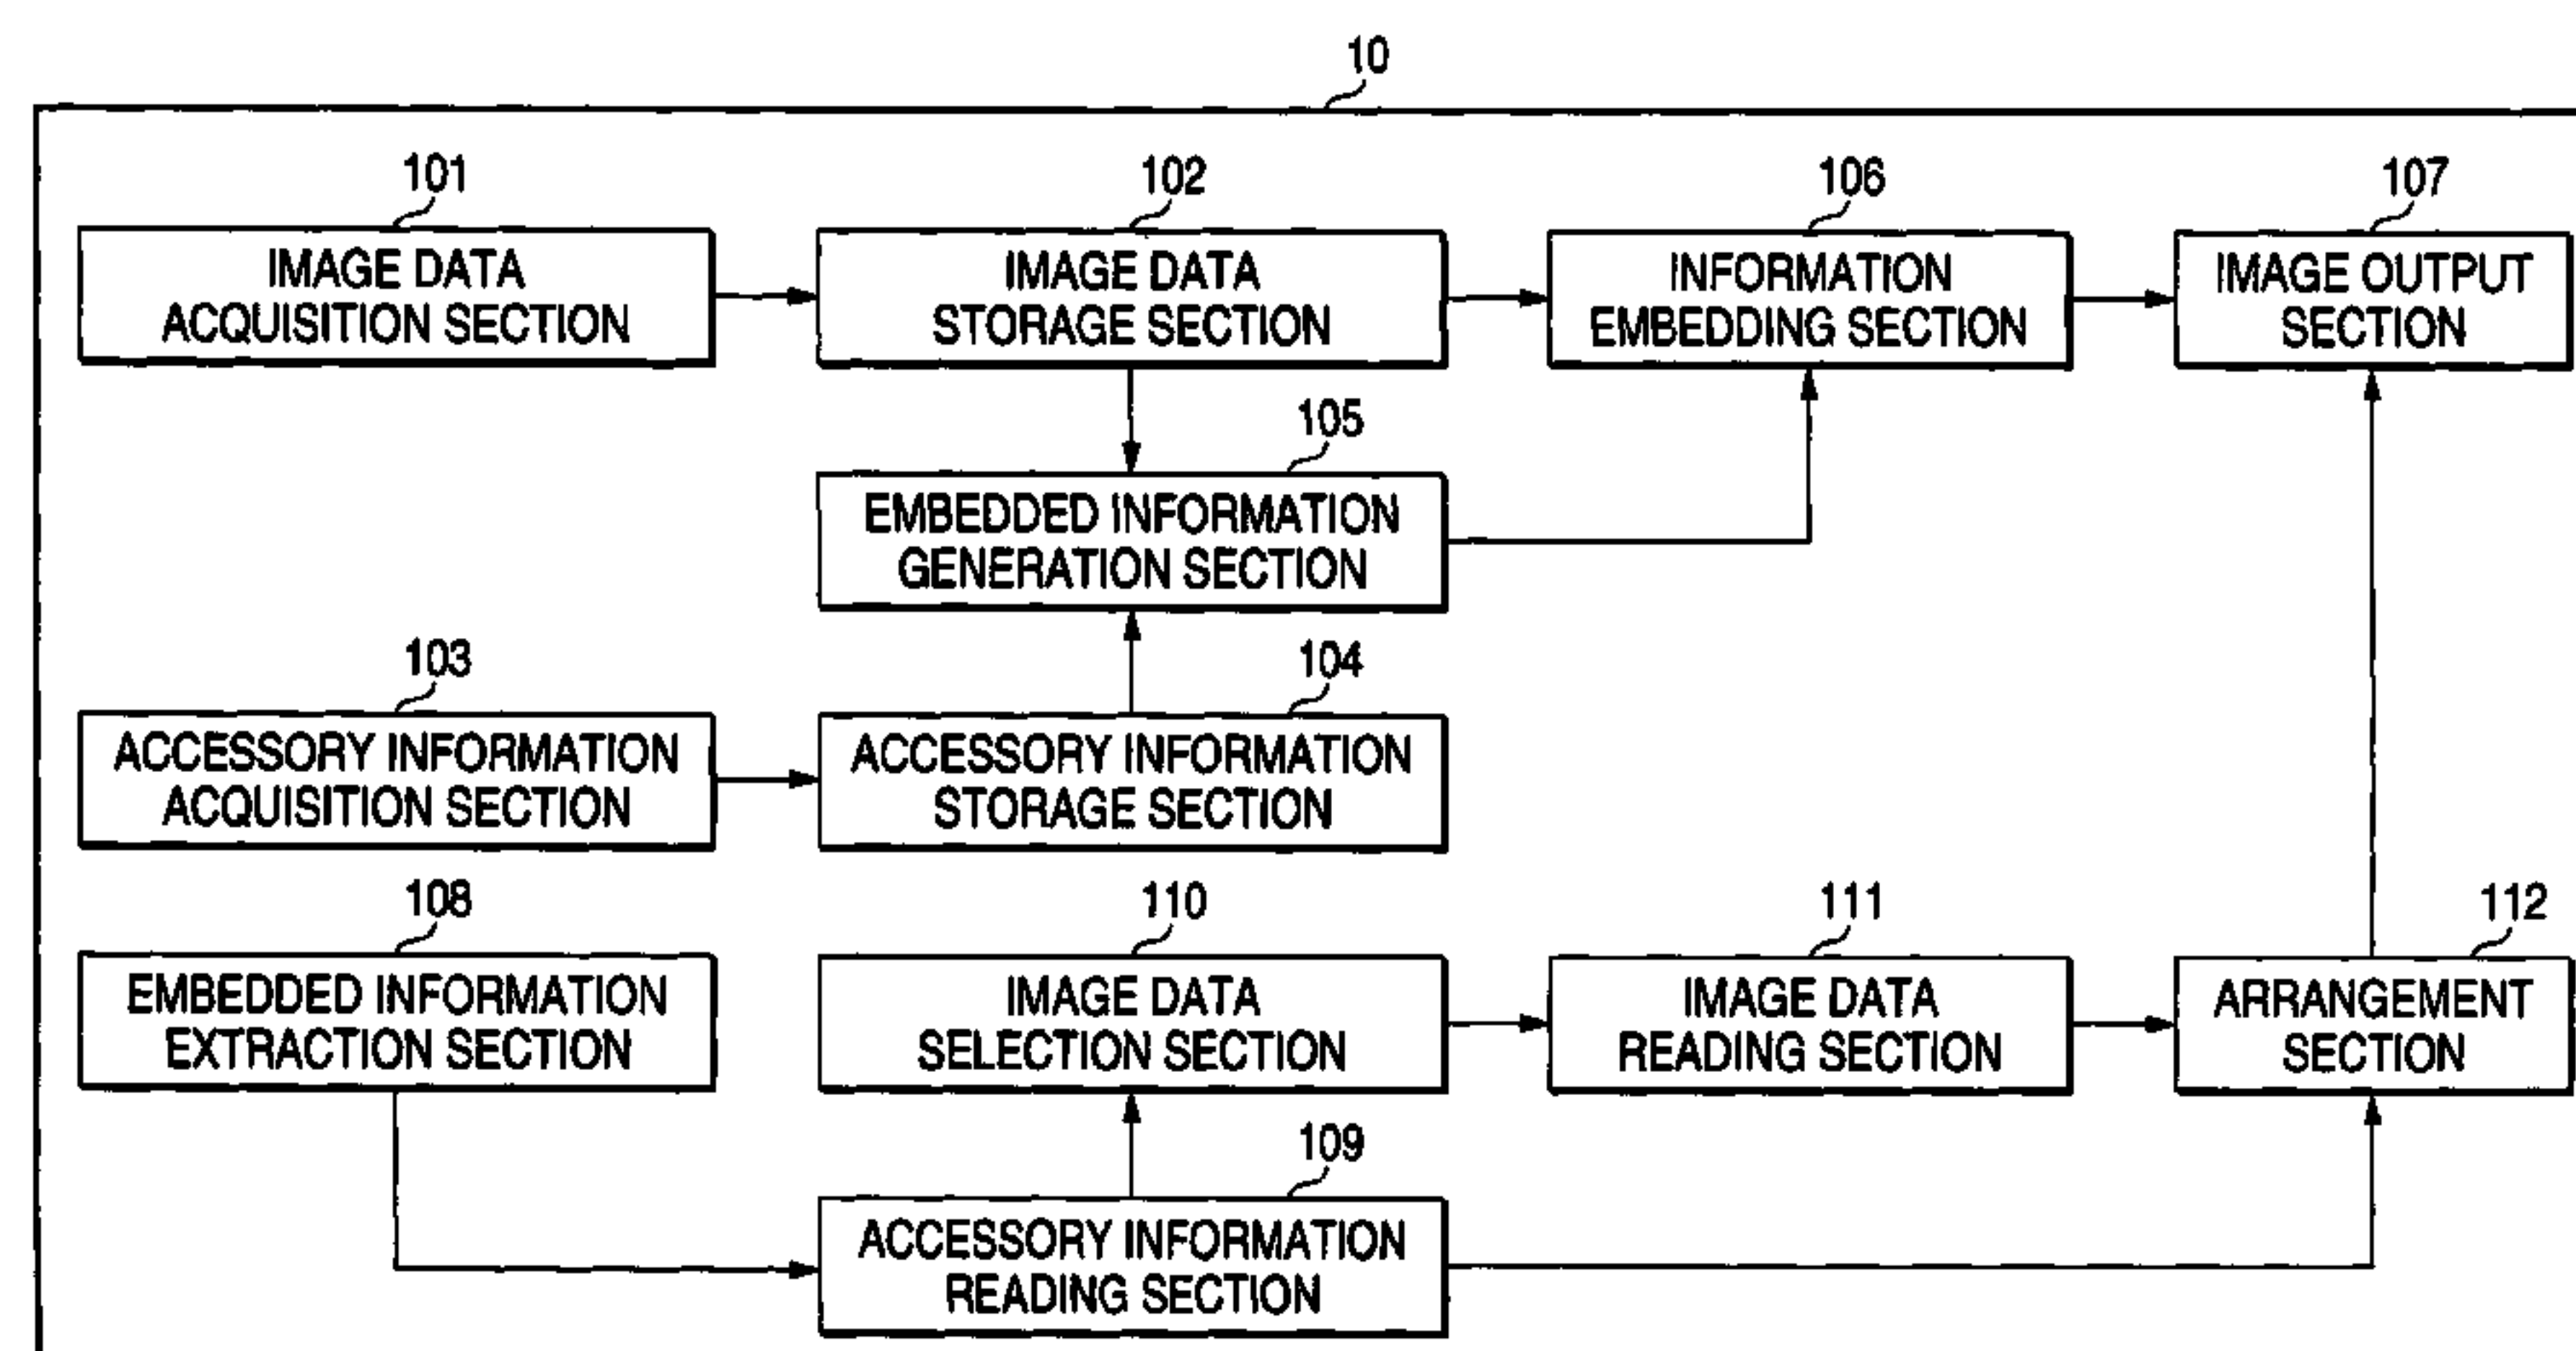 10
101
IMAGE DATA
ACQUISITION SECTION
102
IMAGE DATA
STORAGE SECTION
106
INFORMATION
EMBEDDING SECTION
107
IMAGE OUTPUT
SECTION
105
EMBEDDED INFORMATION
GENERATION SECTION
103
ACCESSORY INFORMATION
ACQUISITION SECTION
104
ACCESSORY INFORMATION
STORAGE SECTION
108
EMBEDDED INFORMATION
EXTRACTION SECTION
110
IMAGE DATA
SELECTION SECTION
111
IMAGE DATA
READING SECTION
112
ARRANGEMENT
SECTION
109
ACCESSORY INFORMATION
READING SECTION